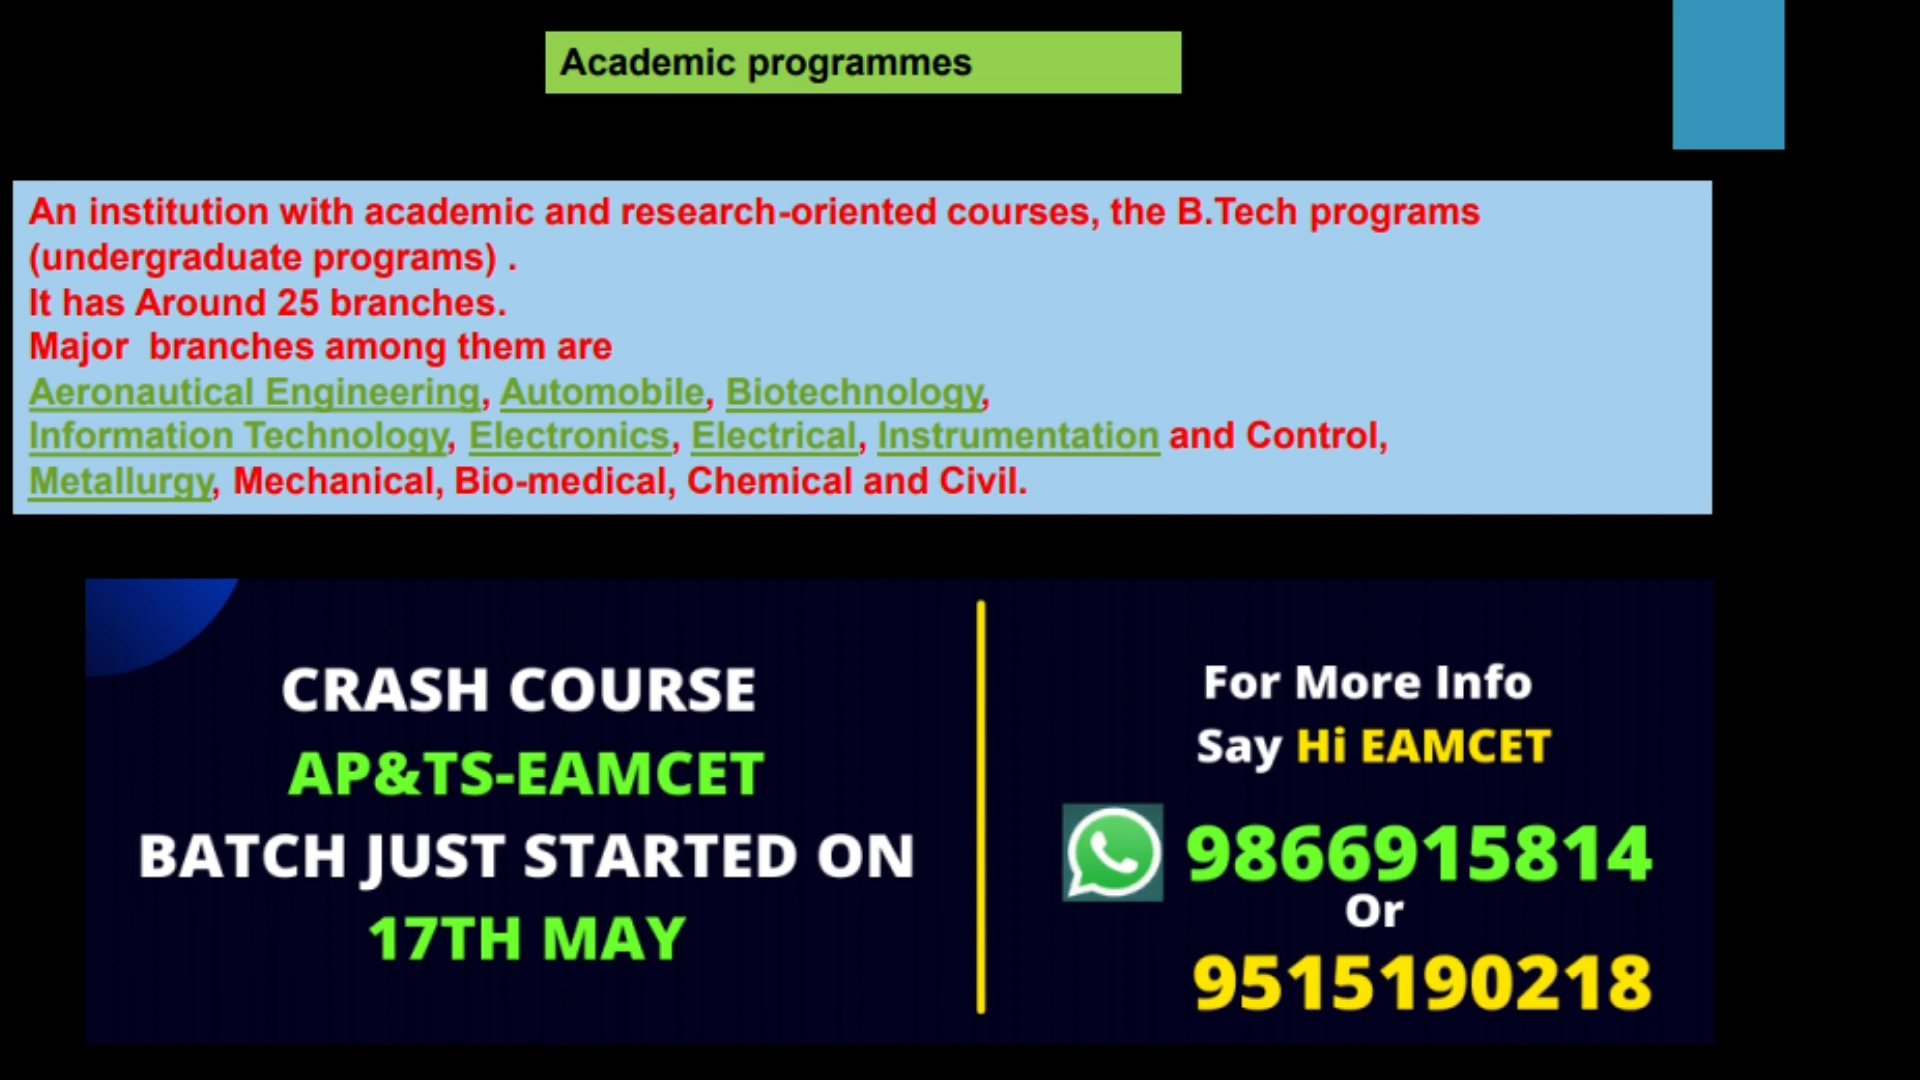 Academic programmes
An institution with academic and research-oriented courses, the B.Tech programs
(undergraduate programs) .
It has Around 25 branches.
Major  branches among them are
Aeronautical Engineering, Automobile, Biotechnology,
Information Technology, Electronics, Electrical, Instrumentation and Control,
Metallurgy, Mechanical, Bio-medical, Chemical and Civil.
CRASH COURSE
AP&TS-EAMCET
BATCH JUST STARTED ON
17TH MAY
For More Info
Say Hi EAMCET
9866915814
Or
9515190218